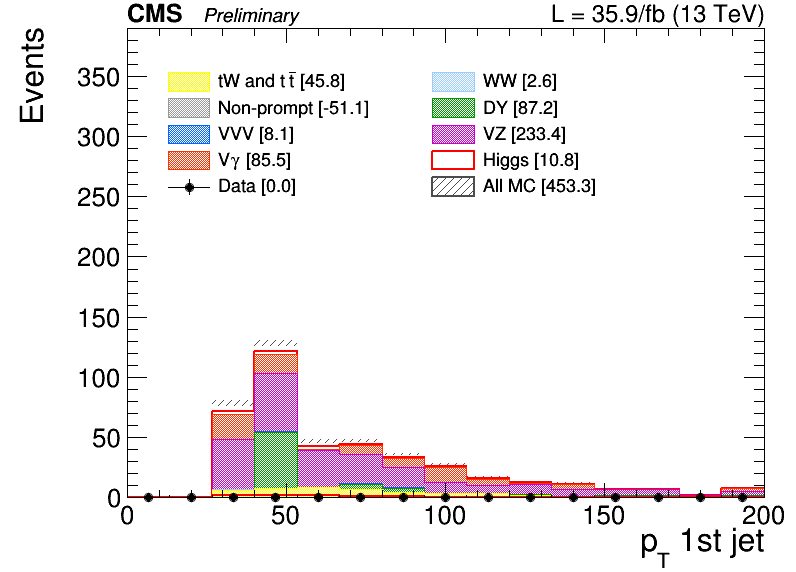 CMS Preliminary L = 35.9/fb (13 TeV)
Events
350
300
250
200
150
100
50
0
tW and t t̅ [45.8]
Non-prompt [-51.1]
VVV [8.1]
Vγ [85.5]
Data [0.0]
WW [2.6]
DY [87.2]
VZ [233.4]
Higgs [10.8]
All MC [453.3]
0 50 100 150 200
p_T 1st jet